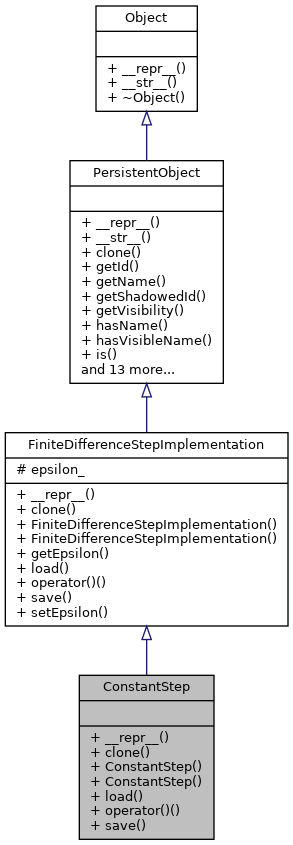 Object
+ __repr__()
+ __str__()
+ ~Object()
PersistentObject
+ __repr__()
+ __str__()
+ clone()
+ getId()
+ getName()
+ getShadowedId()
+ getVisibility()
+ hasName()
+ hasVisibleName()
+ is()
and 13 more...
FiniteDifferenceStepImplementation
# epsilon_
+ __repr__()
+ clone()
+ FiniteDifferenceStepImplementation()
+ FiniteDifferenceStepImplementation()
+ getEpsilon()
+ load()
+ operator()()
+ save()
+ setEpsilon()
ConstantStep
+ __repr__()
+ clone()
+ ConstantStep()
+ ConstantStep()
+ load()
+ operator()()
+ save()